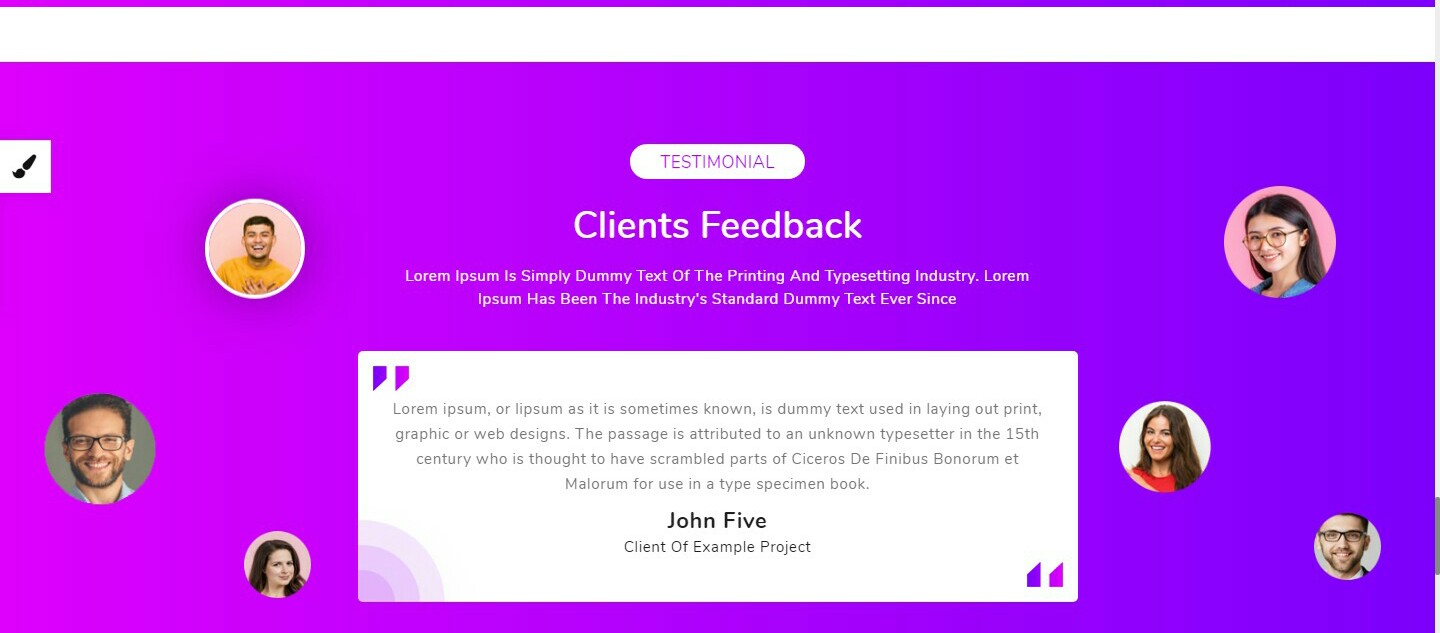 TESTIMONIAL
Clients Feedback
Lorem Ipsum Is Simply Dummy Text Of The Printing And Typesetting Industry. Lorem
Ipsum Has Been The Industry's Standard Dummy Text Ever Since
Lorem ipsum, or lipsum as it is sometimes known, is dummy text used in laying out print,
graphic or web designs. The passage is attributed to an unknown typesetter in the 15th
century who is thought to have scrambled parts of Ciceros De Finibus Bonorum et
Malorum for use in a type specimen book.
John Five
Client Of Example Project